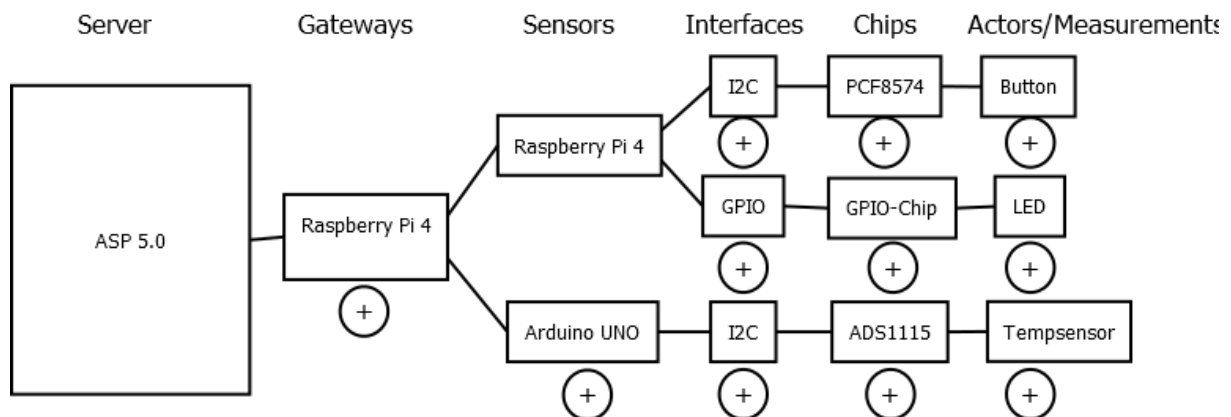 Server Gateways Sensors Interfaces Chips Actors/Measurements
I2C PCF8574 Button
+ + +
Raspberry Pi 4
Raspberry Pi 4
GPIO GPIO-Chip LED
ASP 5.0
+ + +
+
Arduino UNO I2C ADS1115 Tempsensor
+ + + +